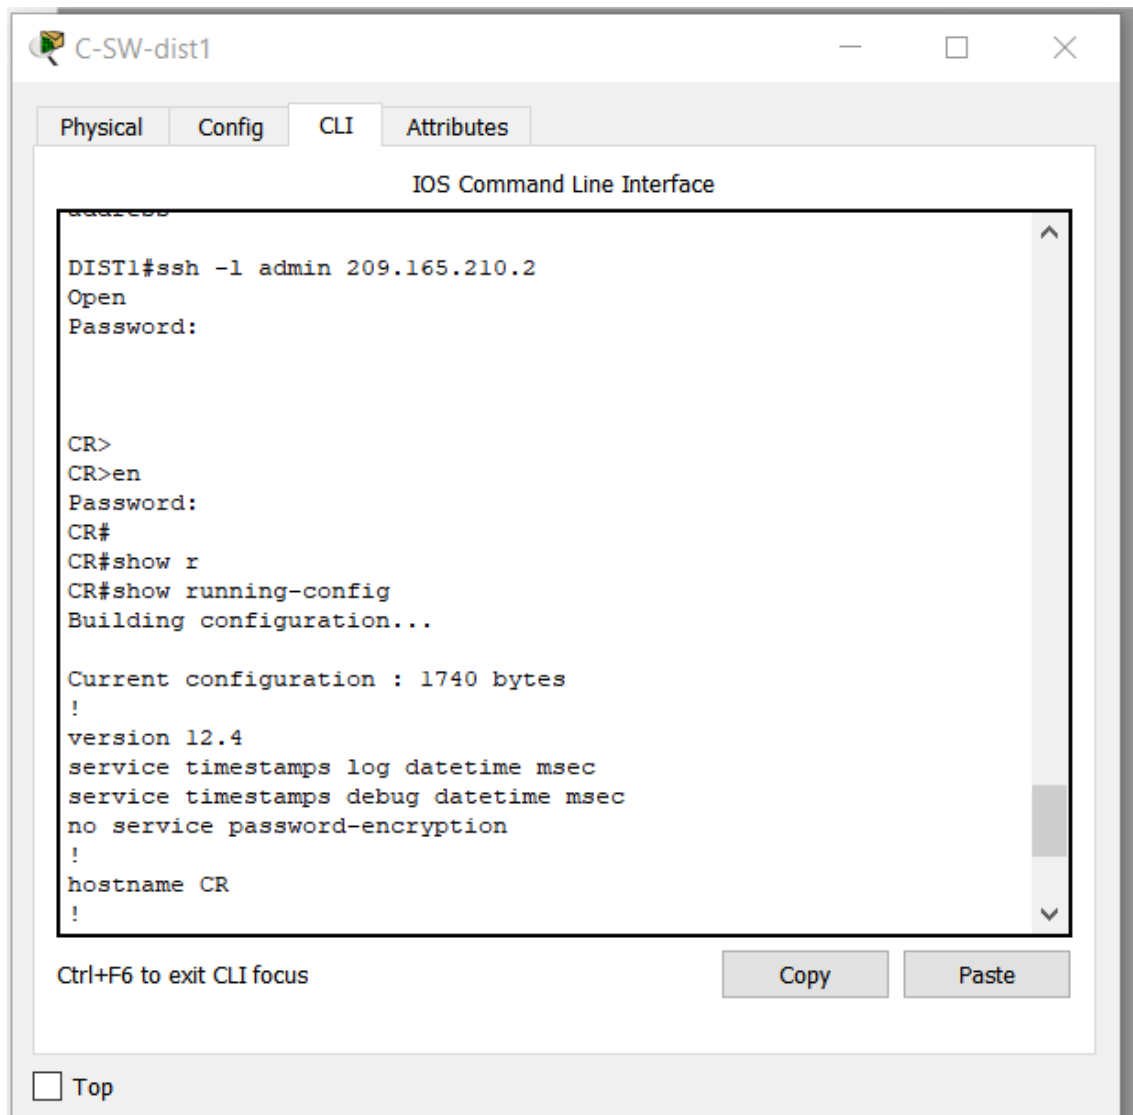 C-SW-dist1
Physical Config CLI Attributes
IOS Command Line Interface
address
DIST1#ssh -l admin 209.165.210.2
Open
Password:
CR>
CR>en
Password:
CR#
CR#show r
CR#show running-config
Building configuration...
Current configuration : 1740 bytes
!
version 12.4
service timestamps log datetime msec
service timestamps debug datetime msec
no service password-encryption
!
hostname CR
!
Ctrl+F6 to exit CLI focus
Copy Paste
Top